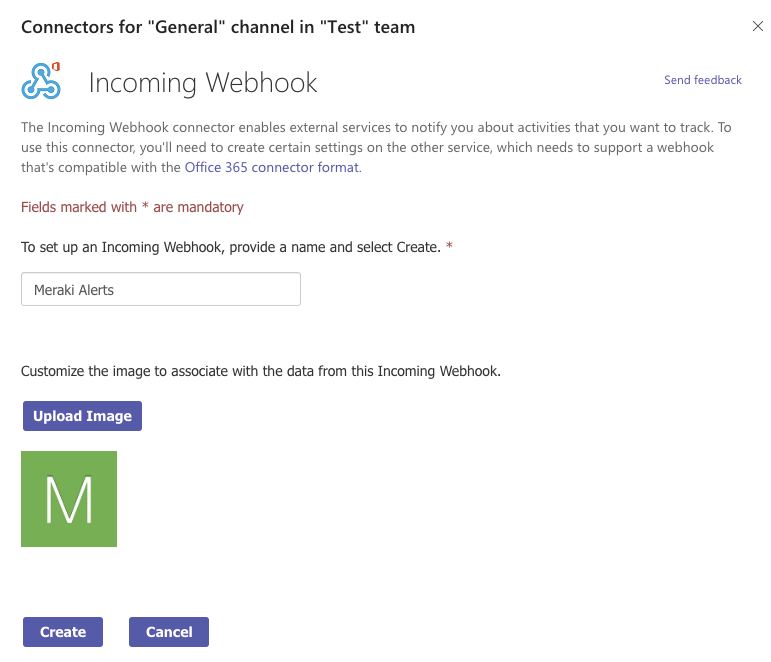 Connectors for "General" channel in "Test" team
Incoming Webhook
Send feedback
The Incoming Webhook connector enables external services to notify you about activities that you want to track. To
use this connector, you'll need to create certain settings on the other service, which needs to support a webhook
that's compatible with the Office 365 connector format.
Fields marked with * are mandatory
To set up an Incoming Webhook, provide a name and select Create. *
Meraki Alerts
Customize the image to associate with the data from this Incoming Webhook.
Upload Image
M
Create
Cancel